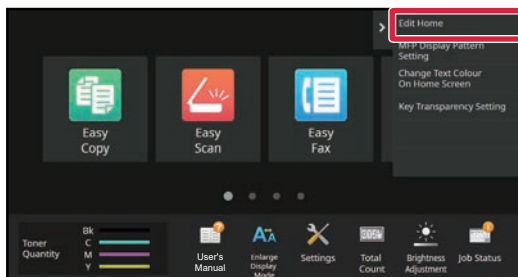 Edit Home
MFP Display Pattern
Setting
Change Text Colour
On Home Screen
Key Transparency Setting
Easy
Copy
Easy
Scan
Easy
Fax
Toner
Quantity
Bk
C
M
Y
User's
Manual
Enlarge
Display
Mode
Settings
Total
Count
Brightness
Adjustment
Job Status